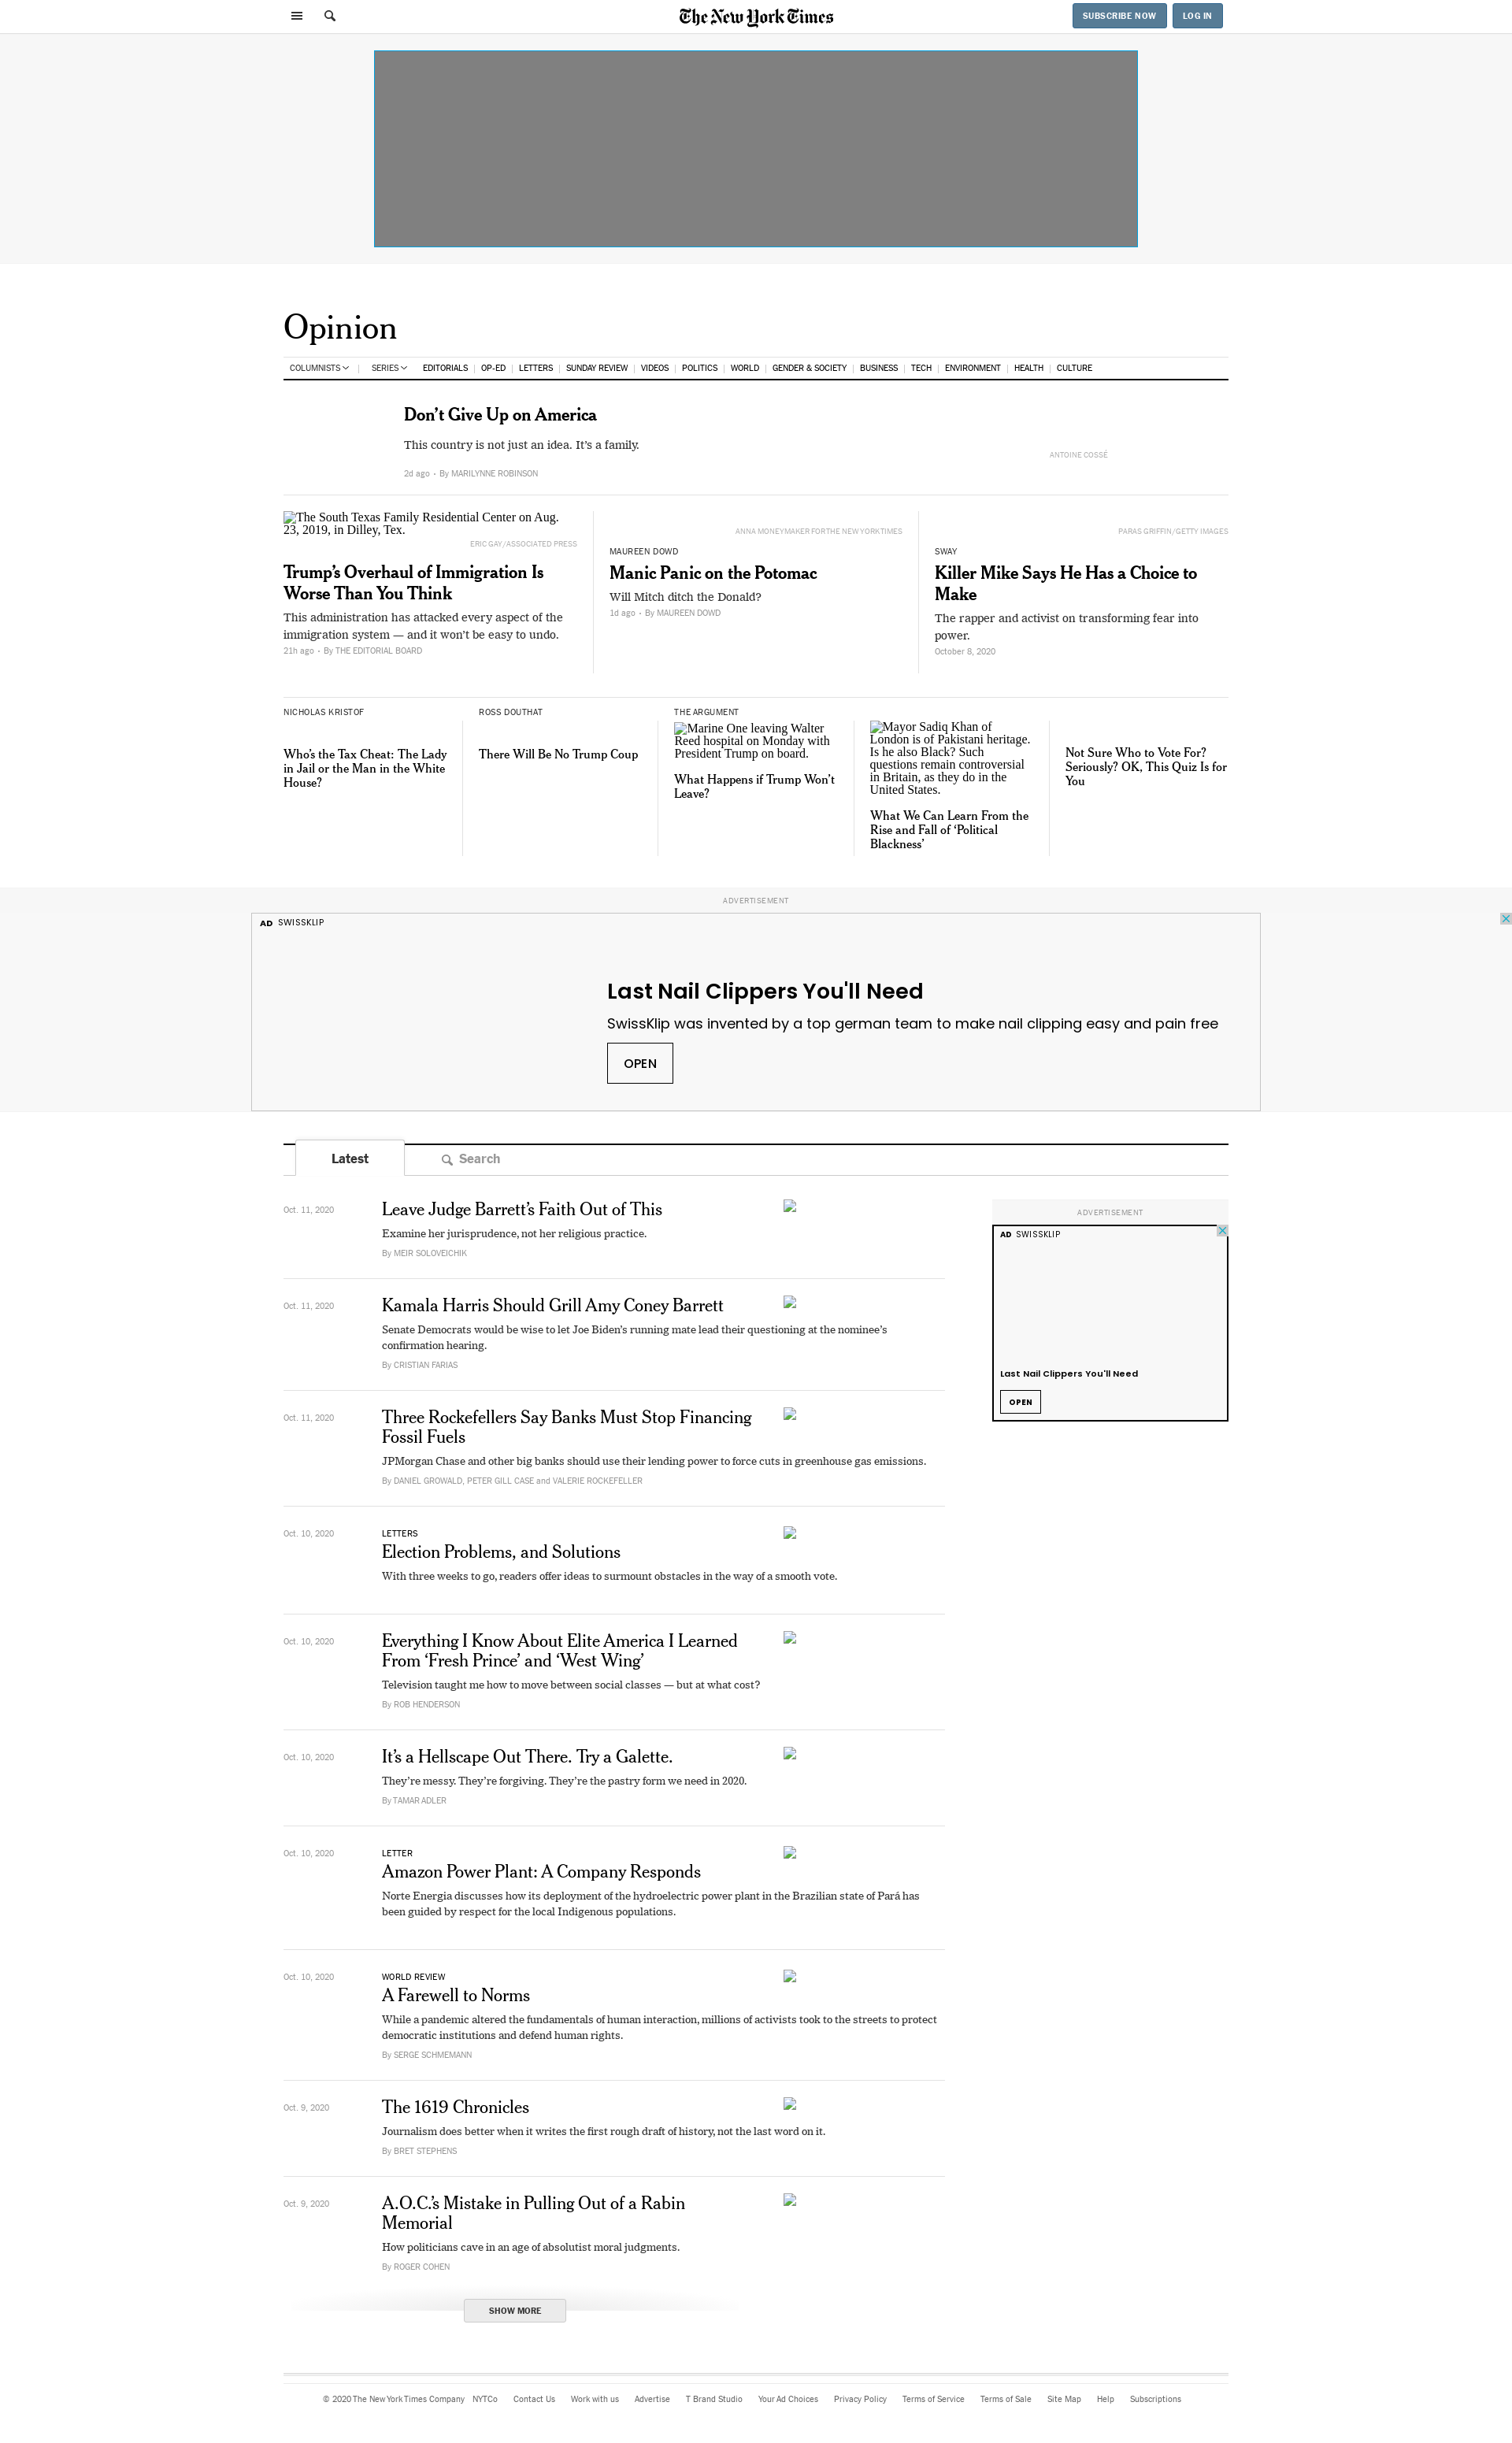 The New York Times
SUBSCRIBE NOW
LOG IN
Opinion
COLUMNISTS
SERIES
EDITORIALS
OP-ED
LETTERS
SUNDAY REVIEW
VIDEOS
POLITICS
WORLD
GENDER & SOCIETY
BUSINESS
TECH
ENVIRONMENT
HEALTH
CULTURE
Don’t Give Up on America
This country is not just an idea. It’s a family.
2d ago • By MARILYNNE ROBINSON
ANTOINE COSSÉ
The South Texas Family Residential Center on Aug.
23, 2019, in Dilley, Tex.
ERIC GAY/ASSOCIATED PRESS
Trump’s Overhaul of Immigration Is
Worse Than You Think
This administration has attacked every aspect of the
immigration system — and it won’t be easy to undo.
21h ago • By THE EDITORIAL BOARD
ANNA MONEYMAKER FOR THE NEW YORK TIMES
MAUREEN DOWD
Manic Panic on the Potomac
Will Mitch ditch the Donald?
1d ago • By MAUREEN DOWD
PARAS GRIFFIN/GETTY IMAGES
SWAY
Killer Mike Says He Has a Choice to
Make
The rapper and activist on transforming fear into
power.
October 8, 2020
NICHOLAS KRISTOF
Who’s the Tax Cheat: The Lady
in Jail or the Man in the White
House?
ROSS DOUTHAT
There Will Be No Trump Coup
THE ARGUMENT
Marine One leaving Walter
Reed hospital on Monday with
President Trump on board.
What Happens if Trump Won’t
Leave?
Mayor Sadiq Khan of
London is of Pakistani heritage.
Is he also Black? Such
questions remain controversial
in Britain, as they do in the
United States.
What We Can Learn From the
Rise and Fall of ‘Political
Blackness’
Not Sure Who to Vote For?
Seriously? OK, This Quiz Is for
You
ADVERTISEMENT
AD SWISSKLIP
Last Nail Clippers You'll Need
SwissKlip was invented by a top german team to make nail clipping easy and pain free
OPEN
Latest
Search
Oct. 11, 2020
Leave Judge Barrett’s Faith Out of This
Examine her jurisprudence, not her religious practice.
By MEIR SOLOVEICHIK
Oct. 11, 2020
Kamala Harris Should Grill Amy Coney Barrett
Senate Democrats would be wise to let Joe Biden’s running mate lead their questioning at the nominee’s
confirmation hearing.
By CRISTIAN FARIAS
Oct. 11, 2020
Three Rockefellers Say Banks Must Stop Financing
Fossil Fuels
JPMorgan Chase and other big banks should use their lending power to force cuts in greenhouse gas emissions.
By DANIEL GROWALD, PETER GILL CASE and VALERIE ROCKEFELLER
Oct. 10, 2020
LETTERS
Election Problems, and Solutions
With three weeks to go, readers offer ideas to surmount obstacles in the way of a smooth vote.
Oct. 10, 2020
Everything I Know About Elite America I Learned
From ‘Fresh Prince’ and ‘West Wing’
Television taught me how to move between social classes — but at what cost?
By ROB HENDERSON
Oct. 10, 2020
It’s a Hellscape Out There. Try a Galette.
They’re messy. They’re forgiving. They’re the pastry form we need in 2020.
By TAMAR ADLER
Oct. 10, 2020
LETTER
Amazon Power Plant: A Company Responds
Norte Energia discusses how its deployment of the hydroelectric power plant in the Brazilian state of Pará has
been guided by respect for the local Indigenous populations.
Oct. 10, 2020
WORLD REVIEW
A Farewell to Norms
While a pandemic altered the fundamentals of human interaction, millions of activists took to the streets to protect
democratic institutions and defend human rights.
By SERGE SCHMEMANN
Oct. 9, 2020
The 1619 Chronicles
Journalism does better when it writes the first rough draft of history, not the last word on it.
By BRET STEPHENS
Oct. 9, 2020
A.O.C.’s Mistake in Pulling Out of a Rabin
Memorial
How politicians cave in an age of absolutist moral judgments.
By ROGER COHEN
SHOW MORE
ADVERTISEMENT
AD SWISSKLIP
Last Nail Clippers You'll Need
OPEN
© 2020 The New York Times Company
NYTCo
Contact Us
Work with us
Advertise
T Brand Studio
Your Ad Choices
Privacy Policy
Terms of Service
Terms of Sale
Site Map
Help
Subscriptions